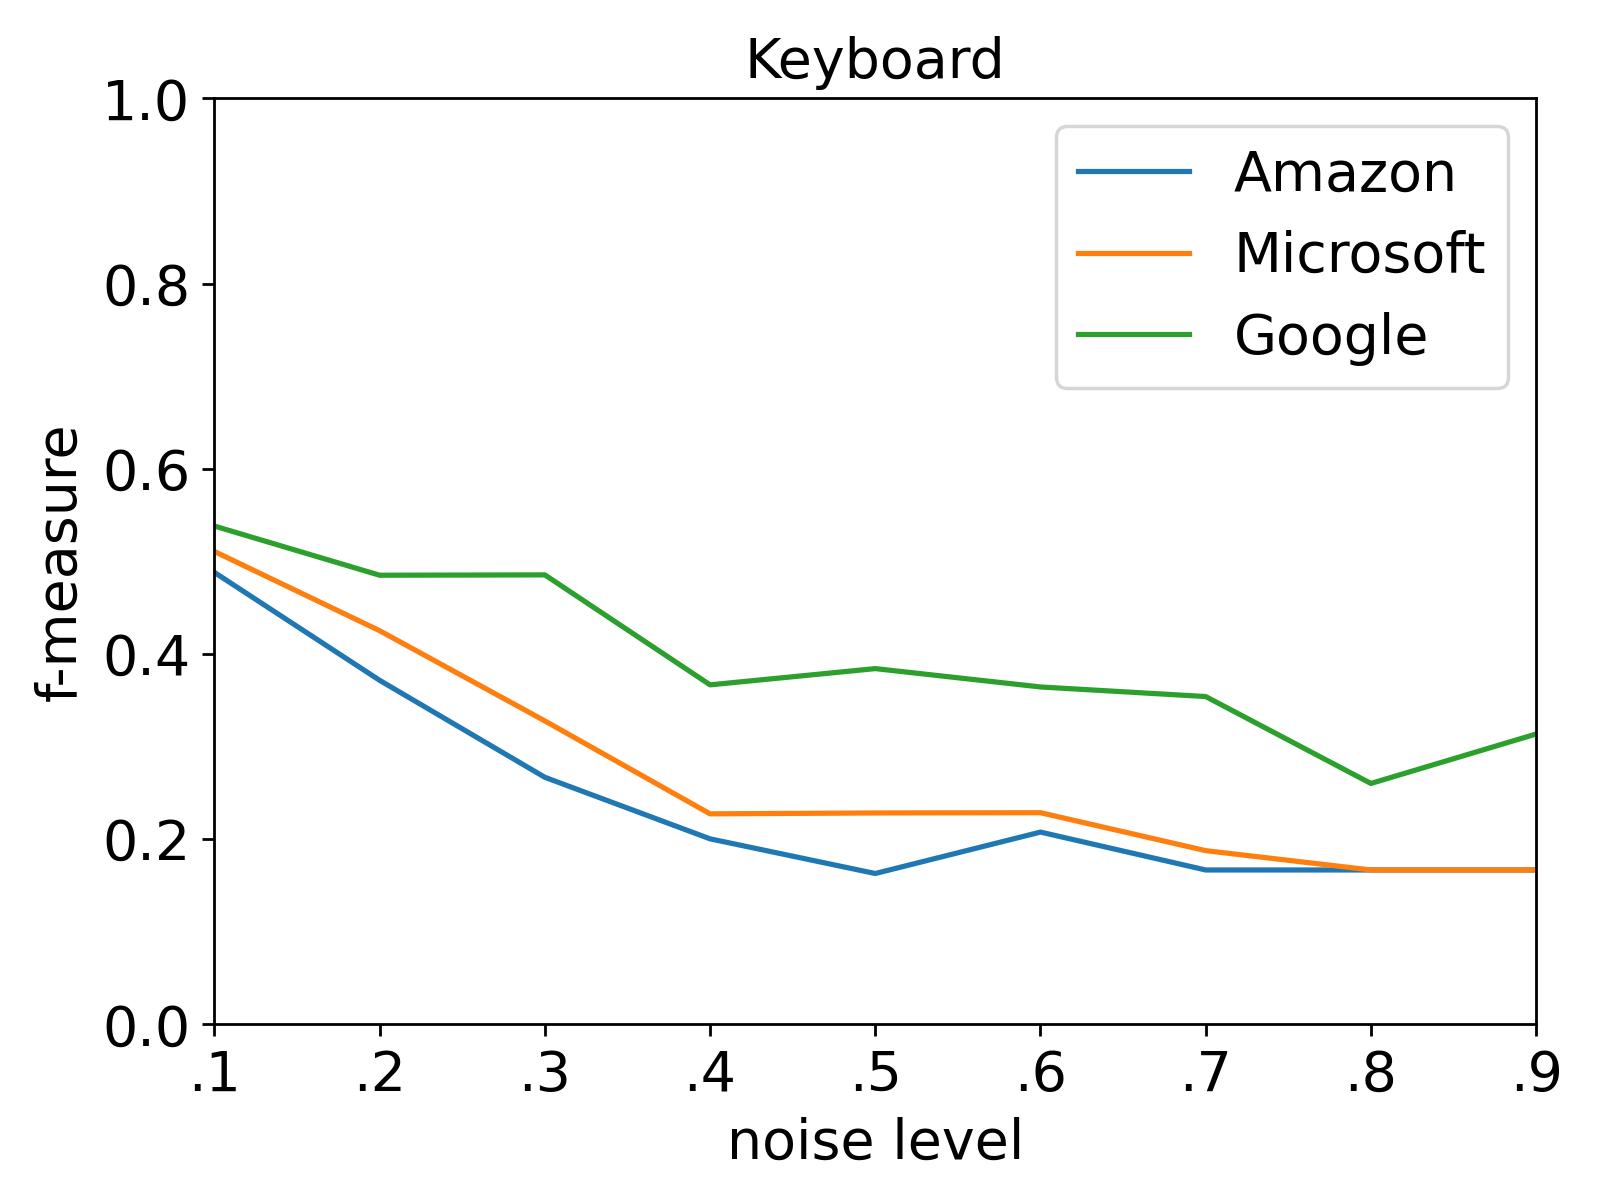 Keyboard
1.0
0.8
0.6
0.4
0.2
0.0
f-measure
Amazon
Microsoft
Google
.1 .2 .3 .4 .5 .6 .7 .8 .9
noise level